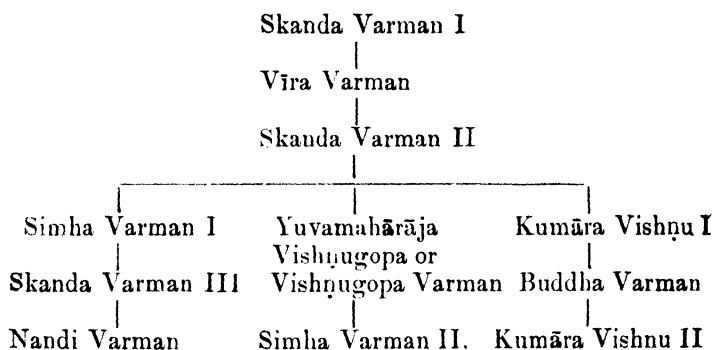 Skanda Varman I
Vīra Varman
Skanda Varman II
Simha Varman I Yuvamahārāja Kumāra Vishṇu I
Vishṇugopa or
Skanda Varman III Vishṇugopa Varman Buddha Varman
Nandi Varman Simha Varman II. Kumāra Vishnu II